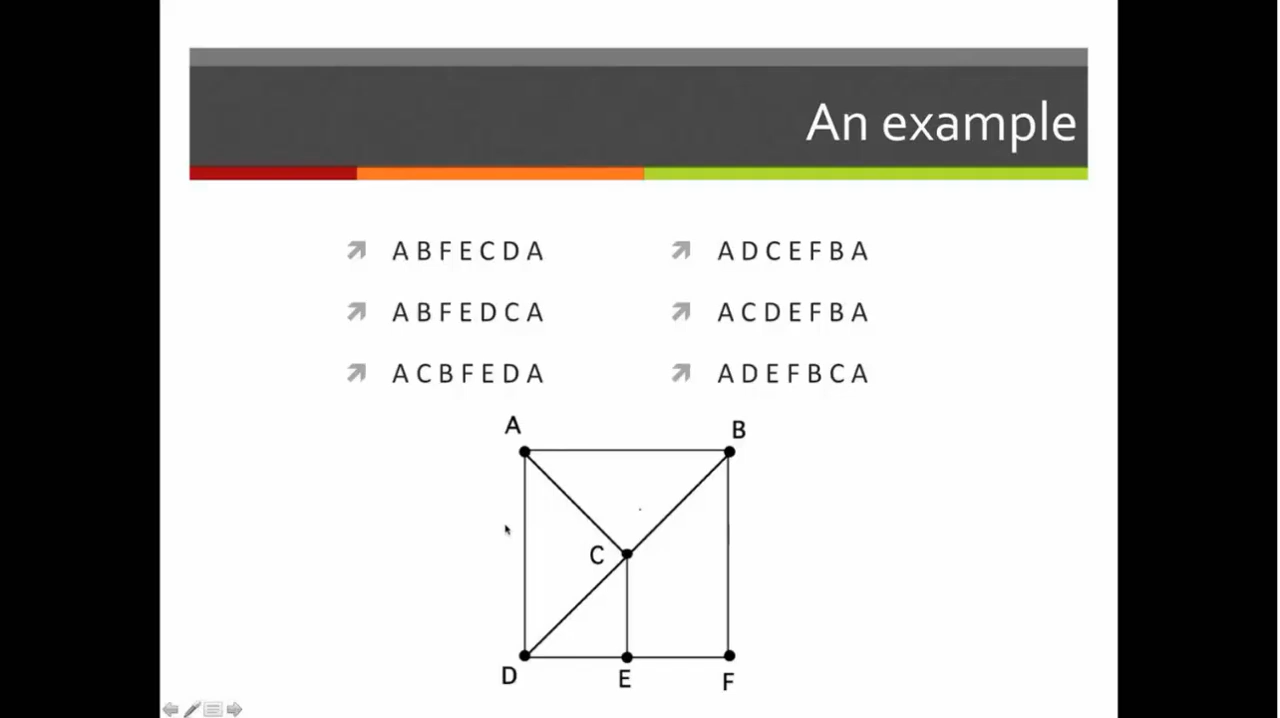 An example
A B F E C D A
A B F E D C A
A C B F E D A
A D C E F B A
A C D E F B A
A D E F B C A
A B
C
D E F